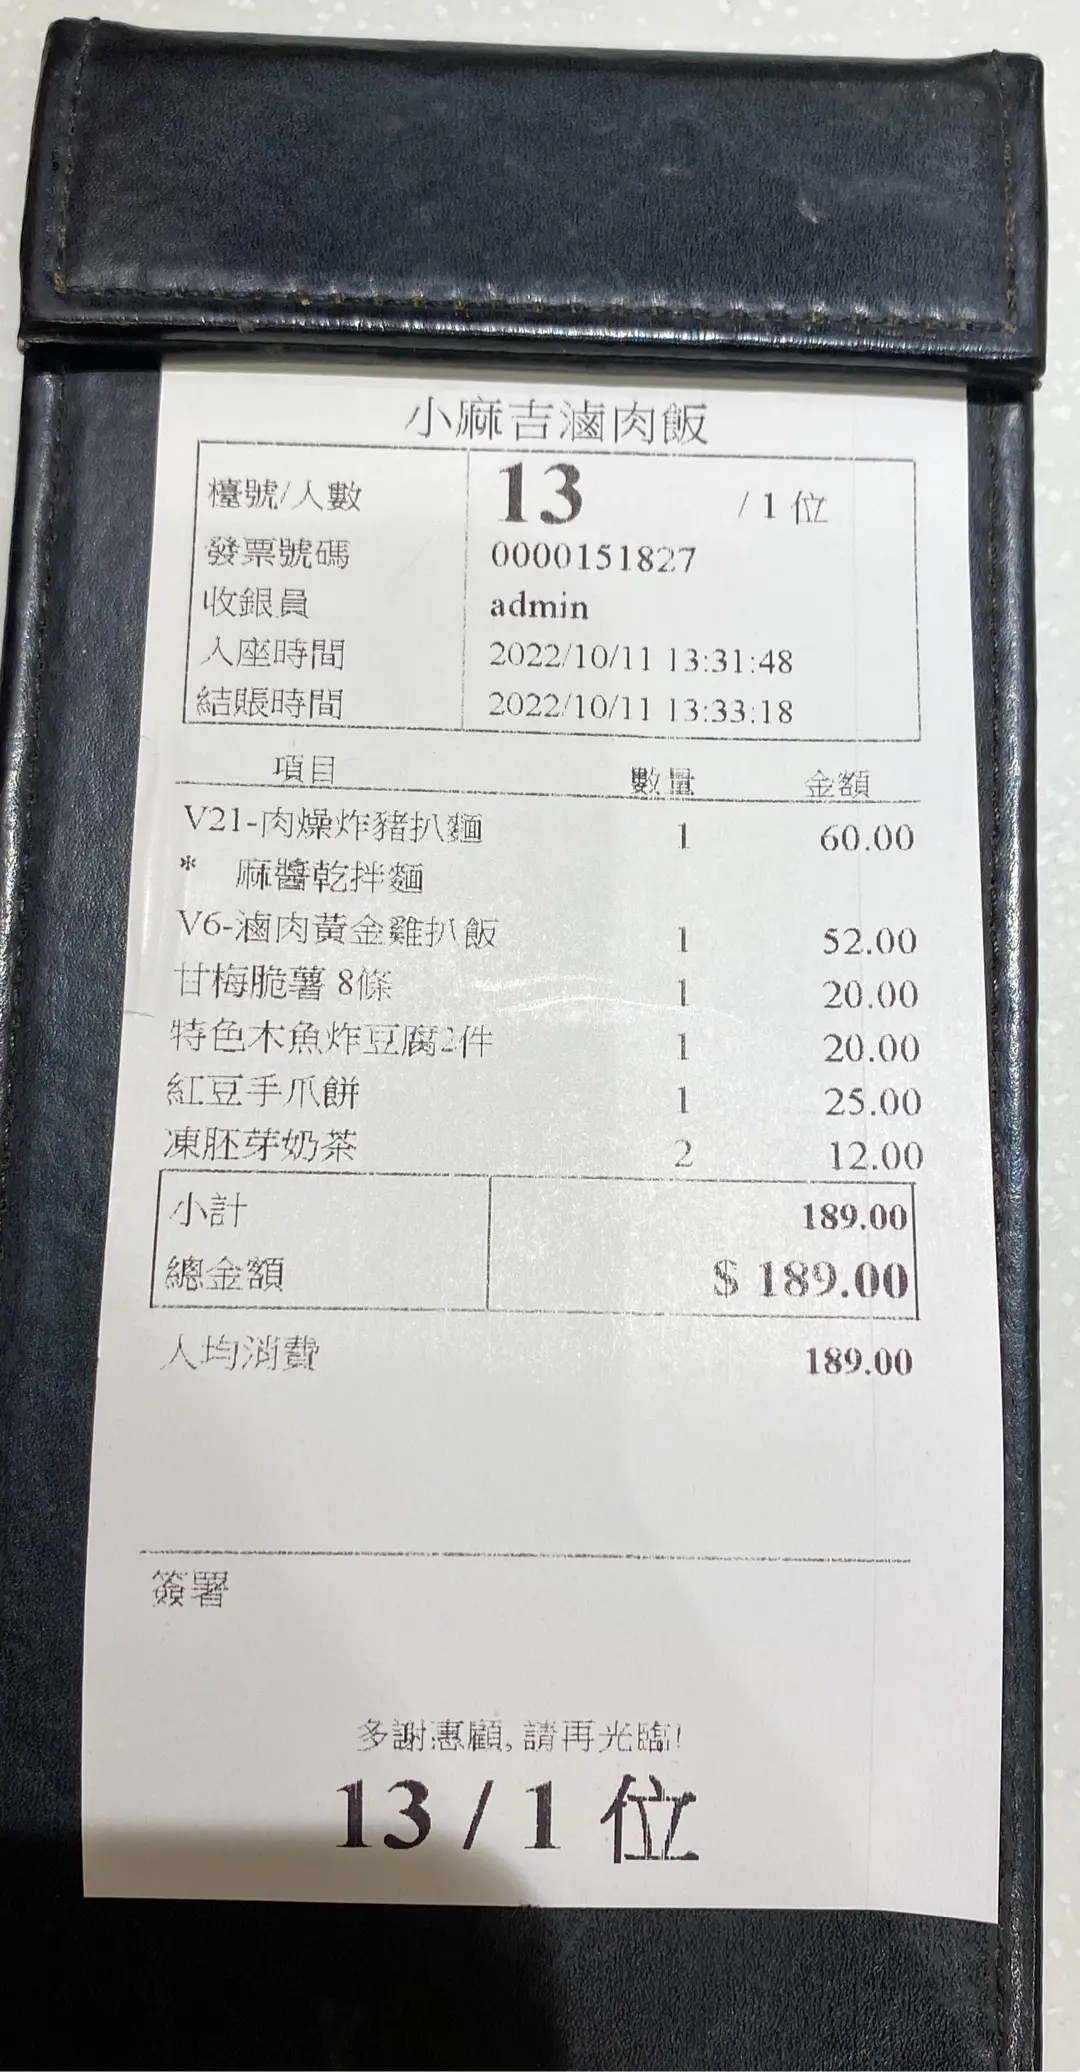 小麻吉滷肉飯
檯號/人數 13 / 1 位
發票號碼 0000151827
收銀員 admin
入座時間 2022/10/11 13:31:48
結賬時間 2022/10/11 13:33:18
項目 數量 金額
V21-肉燥炸豬扒麵 1 60.00
* 麻醬乾拌麵
V6-滷肉黃金雞扒飯 1 52.00
甘梅脆薯 8條 1 20.00
特色木魚炸豆腐2件 1 20.00
紅豆手爪餅 1 25.00
凍胚芽奶茶 2 12.00
小計 189.00
總金額 $ 189.00
人均消費 189.00
簽署
多謝惠顧, 請再光臨!
13 / 1 位